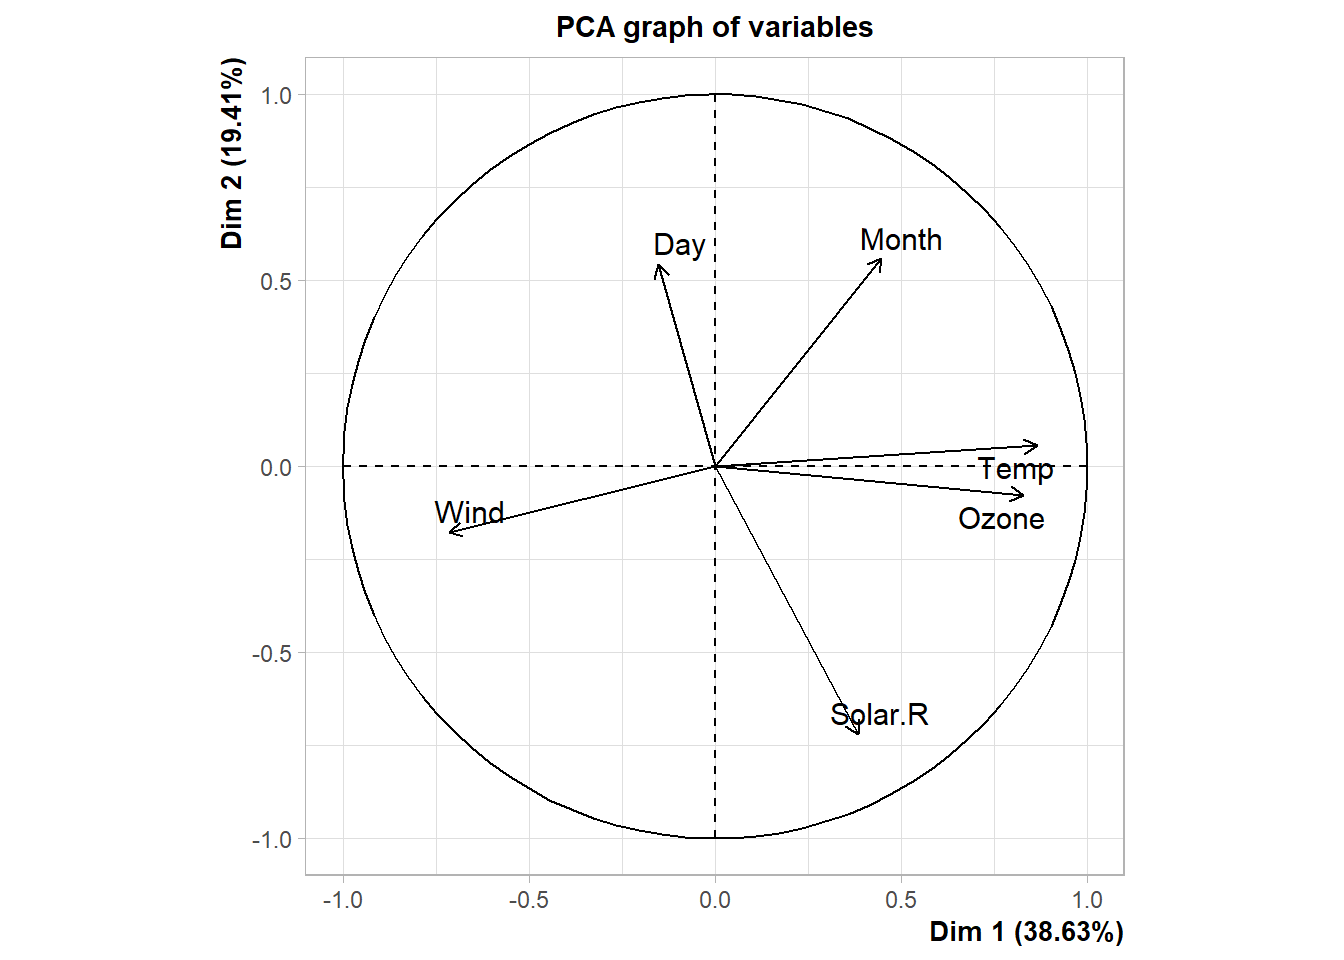 PCA graph of variables
Dim 2 (19.41%)
1.0
0.5
0.0
-0.5
-1.0
Day
Month
Temp
Wind
Ozone
Solar.R
-1.0
-0.5
0.0
0.5
1.0
Dim 1 (38.63%)